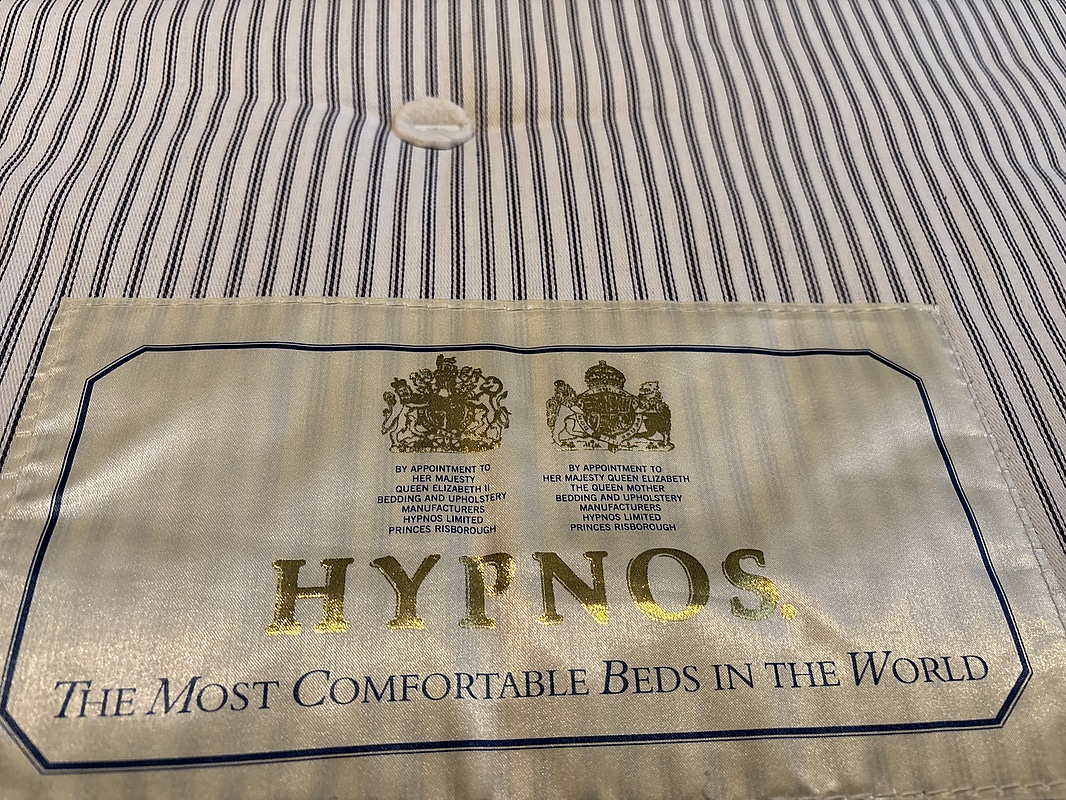 BY APPOINTMENT TO
HER MAJESTY
QUEEN ELIZABETH II
BEDDING AND UPHOLSTERY
MANUFACTURERS
HYPNOS LIMITED
PRINCES RISBOROUGH
BY APPOINTMENT TO
HER MAJESTY QUEEN ELIZABETH
THE QUEEN MOTHER
BEDDING AND UPHOLSTERY
MANUFACTURERS
HYPNOS LIMITED
PRINCES RISBOROUGH
HYPNOS.
THE MOST COMFORTABLE BEDS IN THE WORLD